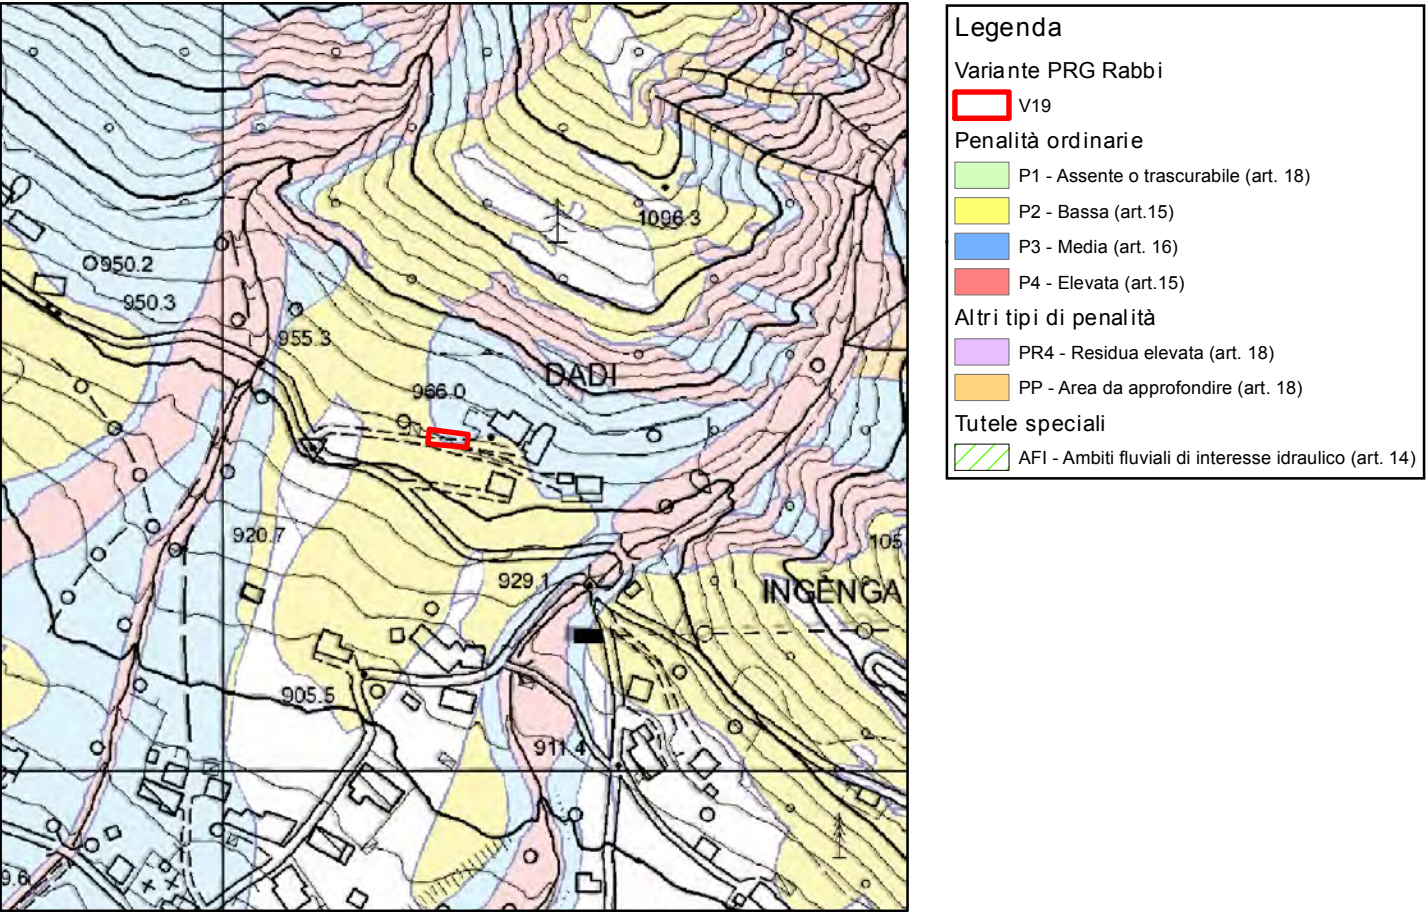 1096.3
950.2
950.3
955.3
DADI
966.0
920.7
105
929.1
INGENGA
905.5
911.4
9.6
Legenda
Variante PRG Rabbi
V19
Penalità ordinarie
P1 - Assente o trascurabile (art. 18)
P2 - Bassa (art.15)
P3 - Media (art. 16)
P4 - Elevata (art.15)
Altri tipi di penalità
PR4 - Residua elevata (art. 18)
PP - Area da approfondire (art. 18)
Tutele speciali
AFI - Ambiti fluviali di interesse idraulico (art. 14)